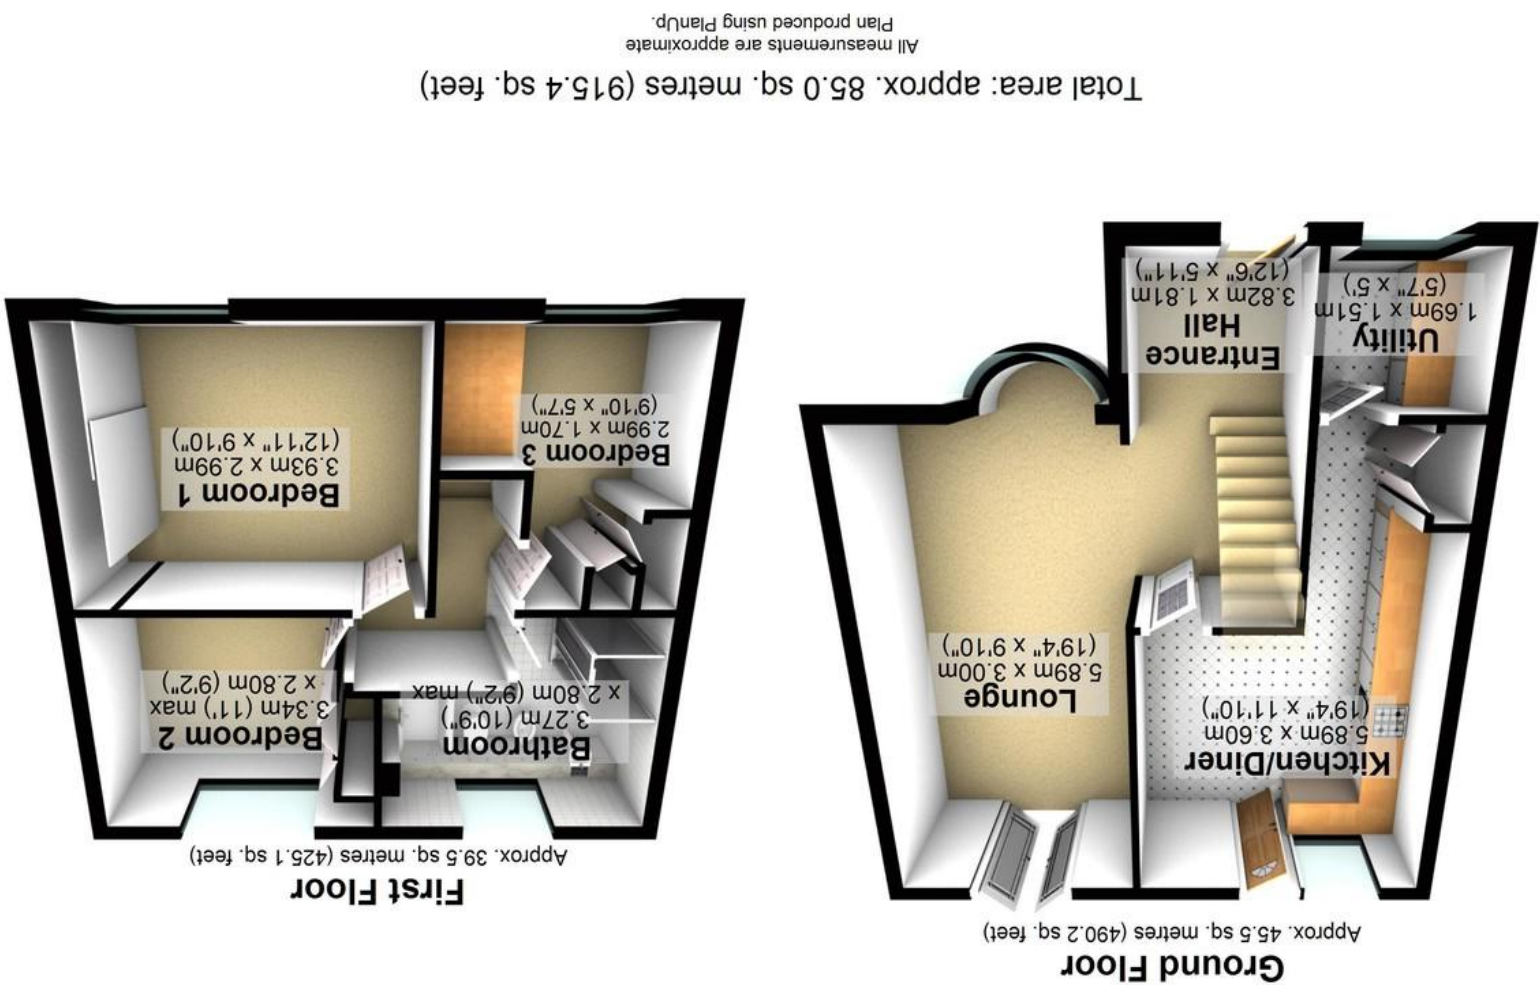 Ground Floor
Approx. 45.5 sq. metres (490.2 sq. feet)
Kitchen/Diner
5.89m x 3.60m
(19'4" x 11'10")
Lounge
5.89m x 3.00m
(19'4" x 9'10")
Utility
1.69m x 1.51m
(5'7" x 5')
Entrance
Hall
3.82m x 1.81m
(12'6" x 5'11")
First Floor
Approx. 39.5 sq. metres (425.1 sq. feet)
Bathroom
3.27m (10'9")
x 2.80m (9'2") max
Bedroom 2
3.34m (11') max
x 2.80m (9'2")
Bedroom 1
3.93m x 2.99m
(12'11" x 9'10")
Bedroom 3
2.99m x 1.70m
(9'10" x 5'7")
Total area: approx. 85.0 sq. metres (915.4 sq. feet)
All measurements are approximate
Plan produced using PlanUp.